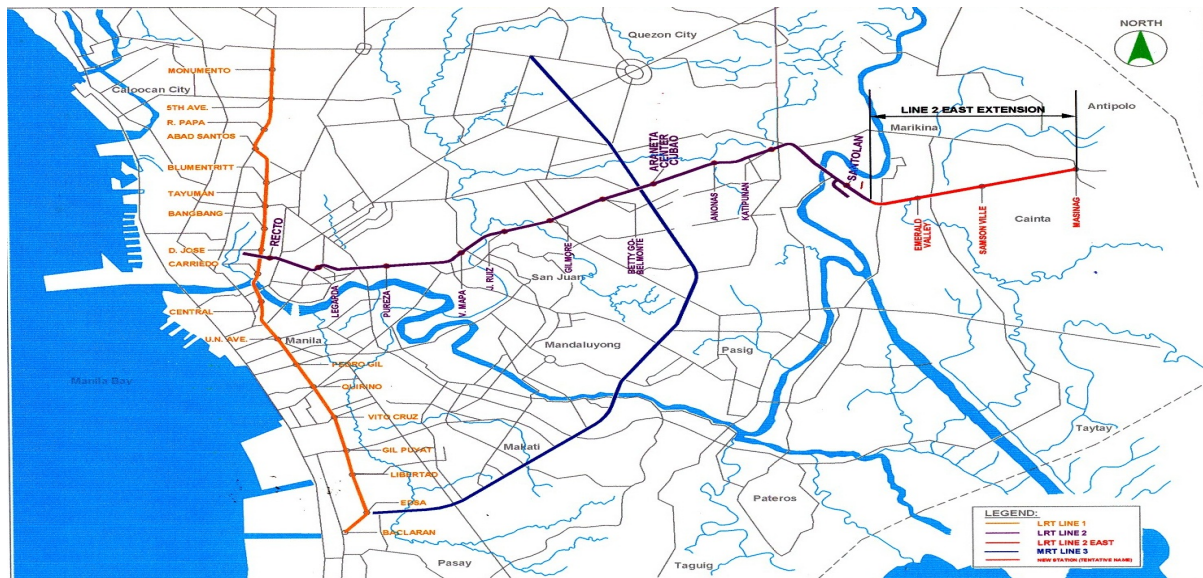 NORTH
Quezon City
MONUMENTO
Caloocan City
5TH AVE.
R. PAPA
ABAD SANTOS
BLUMENTRITT
TAYUMAN
BANGBANG
D. JOSE
CARRIEDO
CENTRAL
U.N. AVE.
Manila
PEDRO GIL
QUIRINO
VITO CRUZ
GIL PUYAT
LIBERTAD
EDSA
BACLARAN
Manila Bay
Pasay
RECTO
LEGARDA
PUREZA
V. MAPA
J. RUIZ
GILMORE
BETTY GO-
BELMONTE
ARANETA
CENTER
CUBAO
ANONAS
KATIPUNAN
SANTOLAN
LINE 2 EAST EXTENSION
Antipolo
Marikina
EMERALD
VALLEY
SAMSON VILLE
MASINAG
Cainta
San Juan
Mandaluyong
Pasig
Makati
Taytay
Pateros
Taguig
LEGEND:
LRT LINE 1
LRT LINE 2
LRT LINE 2 EAST
MRT LINE 3
NEW STATION (TENTATIVE NAME)